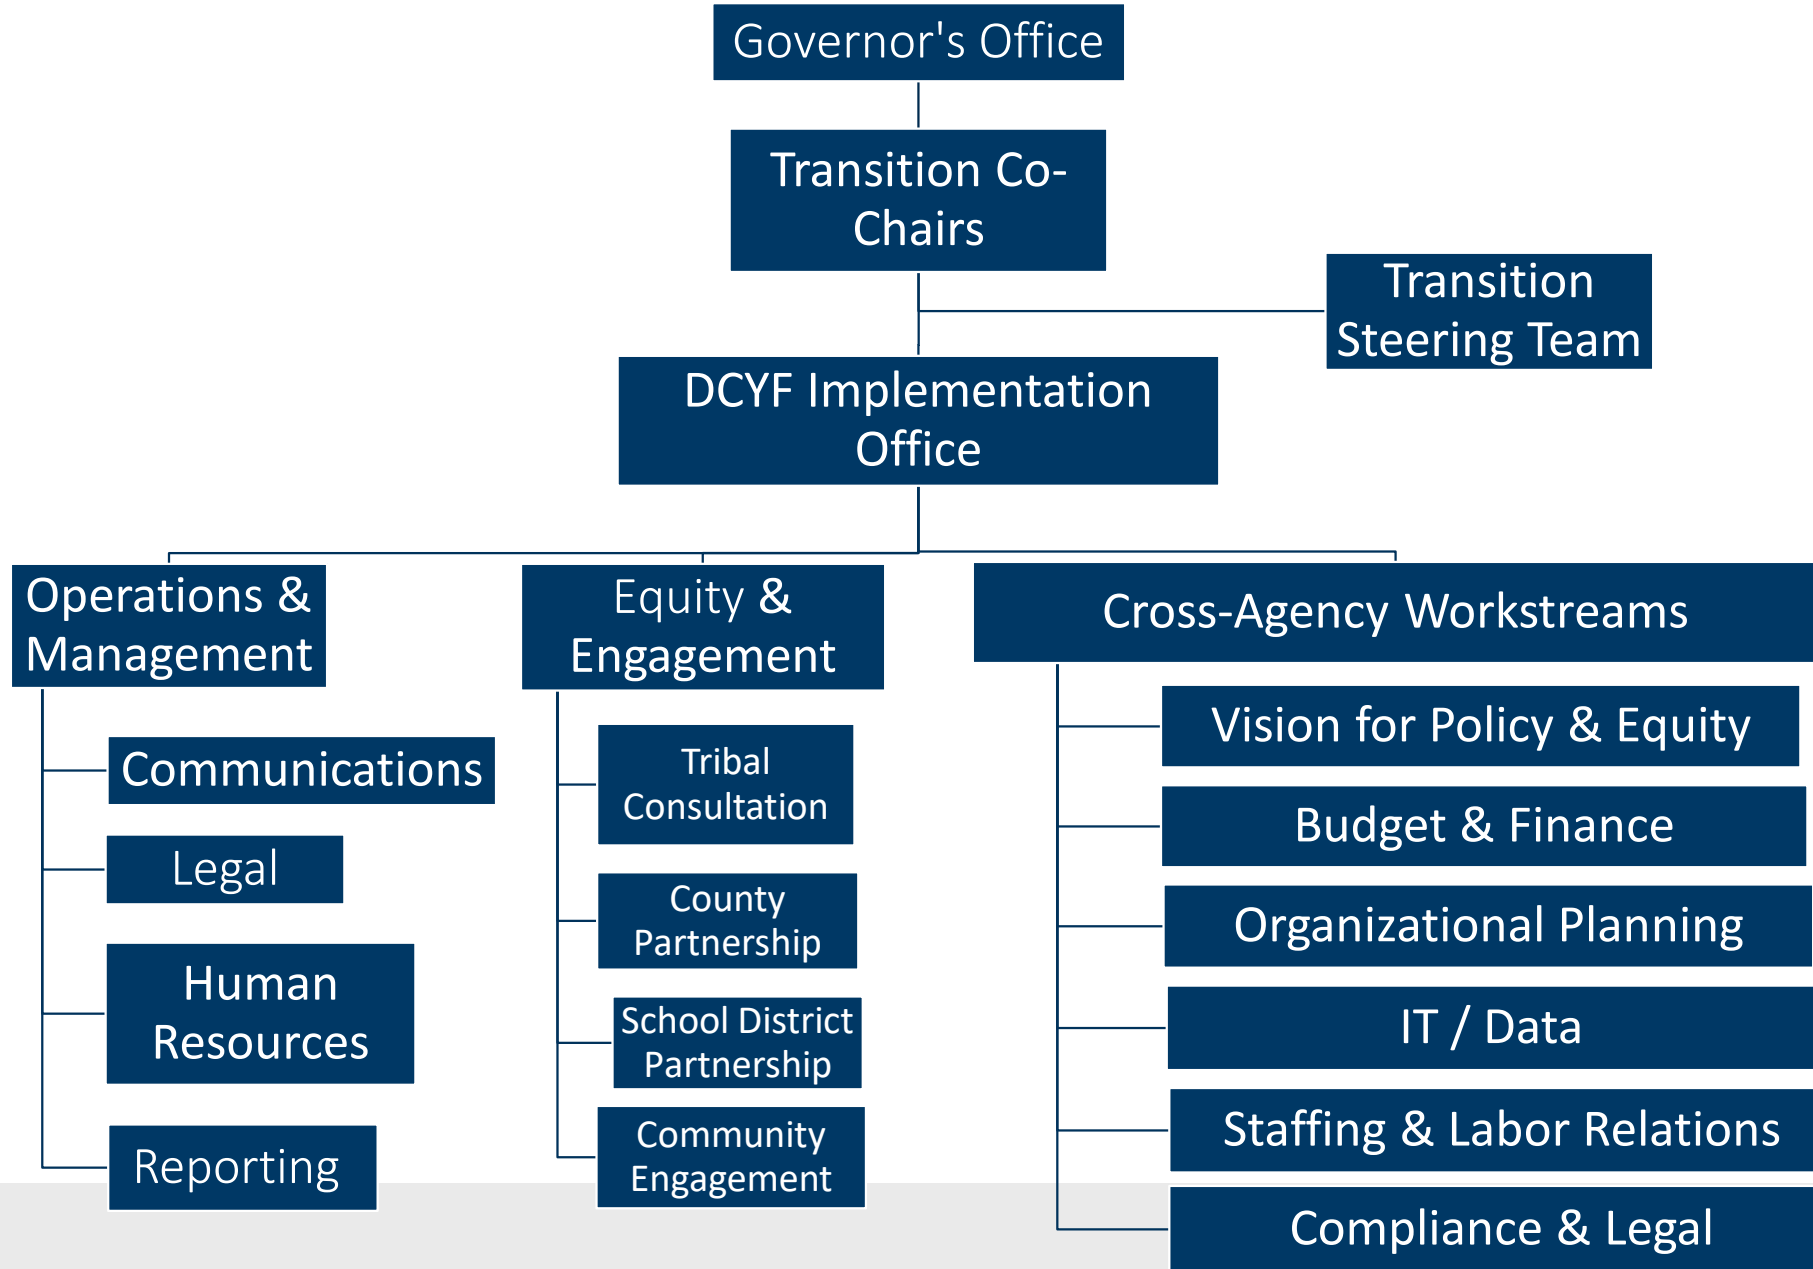 Governor's Office
Transition Co-
Chairs
Transition
Steering Team
DCYF Implementation
Office
Operations &
Management
Communications
Legal
Human
Resources
Reporting
Equity &
Engagement
Tribal
Consultation
County
Partnership
School District
Partnership
Community
Engagement
Cross-Agency Workstreams
Vision for Policy & Equity
Budget & Finance
Organizational Planning
IT / Data
Staffing & Labor Relations
Compliance & Legal